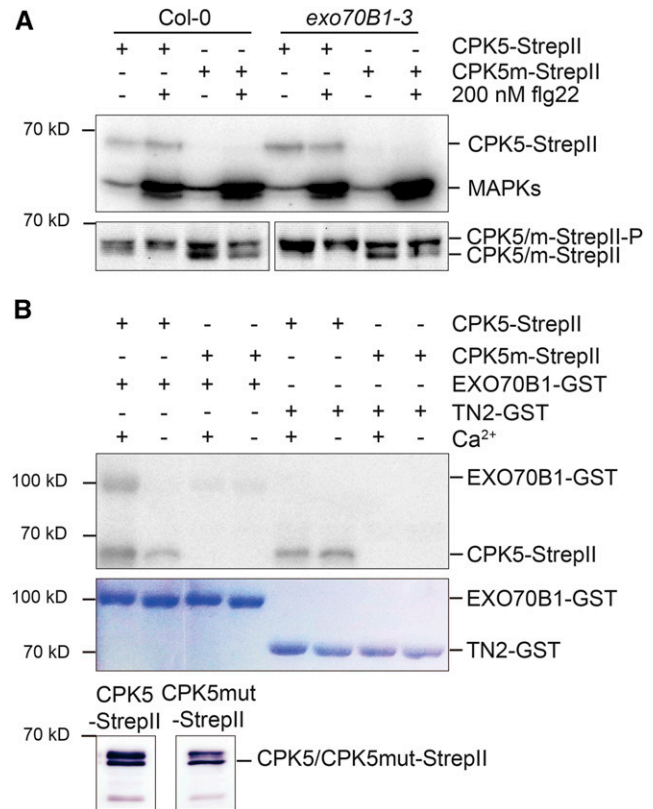 A
Col-0 exo70B1-3
+ + - - + + - - CPK5-StrepII
- - + + - - + + CPK5m-StrepII
- + - + - + - + 200 nM flg22
70 kD
CPK5-StrepII
MAPKs
70 kD
CPK5/m-StrepII-P
CPK5/m-StrepII
B
+ + - - + + - - CPK5-StrepII
- - + + - - + + CPK5m-StrepII
+ + + + - - - - EXO70B1-GST
- - - - + + + + TN2-GST
+ - + - + - + - Ca²⁺
100 kD
EXO70B1-GST
70 kD
CPK5-StrepII
100 kD
EXO70B1-GST
70 kD
TN2-GST
CPK5 CPK5mut
-StrepII -StrepII
70 kD
CPK5/CPK5mut-StrepII